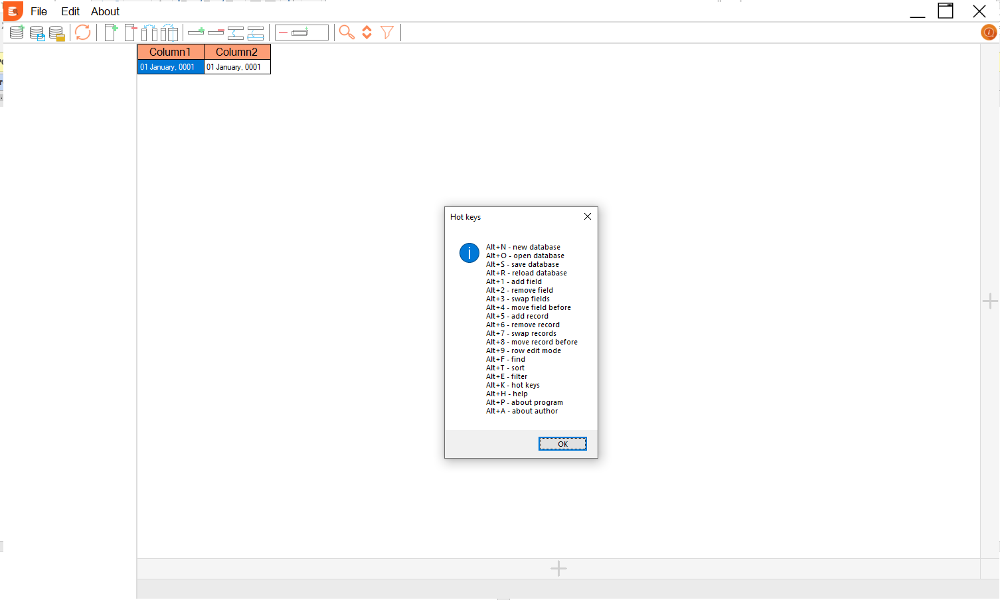 File Edit About
Column1 Column2
01 January, 0001 01 January, 0001
Hot keys
Alt+N - new database
Alt+O - open database
Alt+S - save database
Alt+R - reload database
Alt+1 - add field
Alt+2 - remove field
Alt+3 - swap fields
Alt+4 - move field before
Alt+5 - add record
Alt+6 - remove record
Alt+7 - swap records
Alt+8 - move record before
Alt+9 - row edit mode
Alt+F - find
Alt+T - sort
Alt+E - filter
Alt+K - hot keys
Alt+H - help
Alt+P - about program
Alt+A - about author
OK